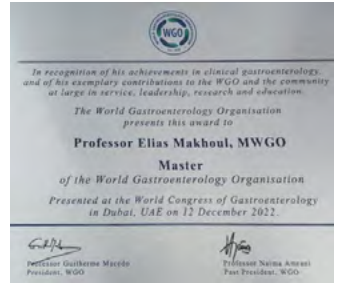 WGO
In recognition of his achievements in clinical gastroenterology,
and of his exemplary contributions to the WGO and the community
at large in service, leadership, research and education.
The World Gastroenterology Organisation
presents this award to
Professor Elias Makhoul, MWGO
Master
of the World Gastroenterology Organisation
Presented at the World Congress of Gastroenterology
in Dubai, UAE on 12 December 2022.
Professor Guilherme Macedo
President, WGO
Professor Naima Amrani
Past President, WGO